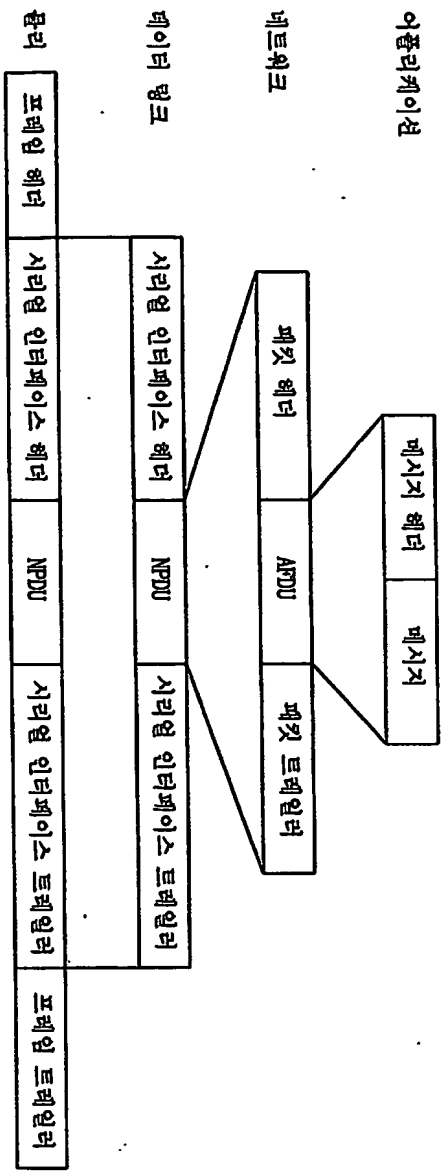 어플리케이션
메시지 헤더 메시지
네트워크
패킷 헤더 APDU 패킷 트레일러
데이터 링크
시리얼 인터페이스 헤더 NPDU 시리얼 인터페이스 트레일러
물리
프레임 헤더 시리얼 인터페이스 헤더 NPDU 시리얼 인터페이스 트레일러 프레임 트레일러